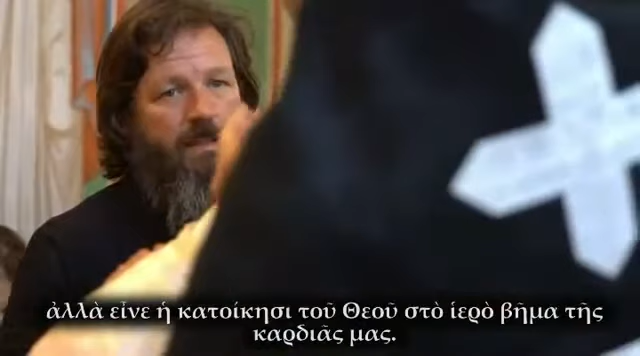 ἀλλὰ εἶνε ἡ κατοίκησι τοῦ Θεοῦ στὸ ἱερὸ βῆμα τῆς
καρδιᾶς μας.